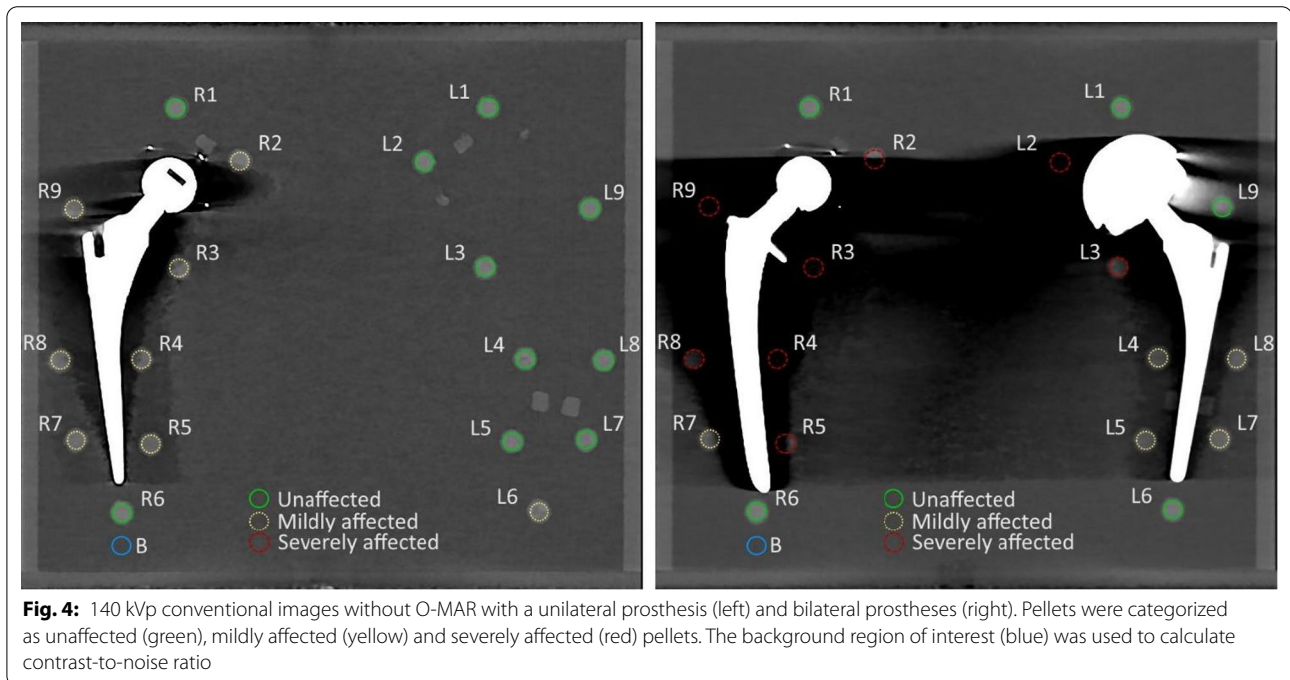 R1
L1
R2
L2
R9
L9
R3
L3
R8
R4
L4
L8
R7
R5
L5
L7
R6
L6
Unaffected
Mildly affected
Severely affected
B
R1
L1
R2
L2
R9
L9
R3
L3
R8
R4
L4
L8
R7
R5
L5
L7
R6
L6
Unaffected
Mildly affected
Severely affected
B
Fig. 4: 140 kVp conventional images without O-MAR with a unilateral prosthesis (left) and bilateral prostheses (right). Pellets were categorized
as unaffected (green), mildly affected (yellow) and severely affected (red) pellets. The background region of interest (blue) was used to calculate
contrast-to-noise ratio